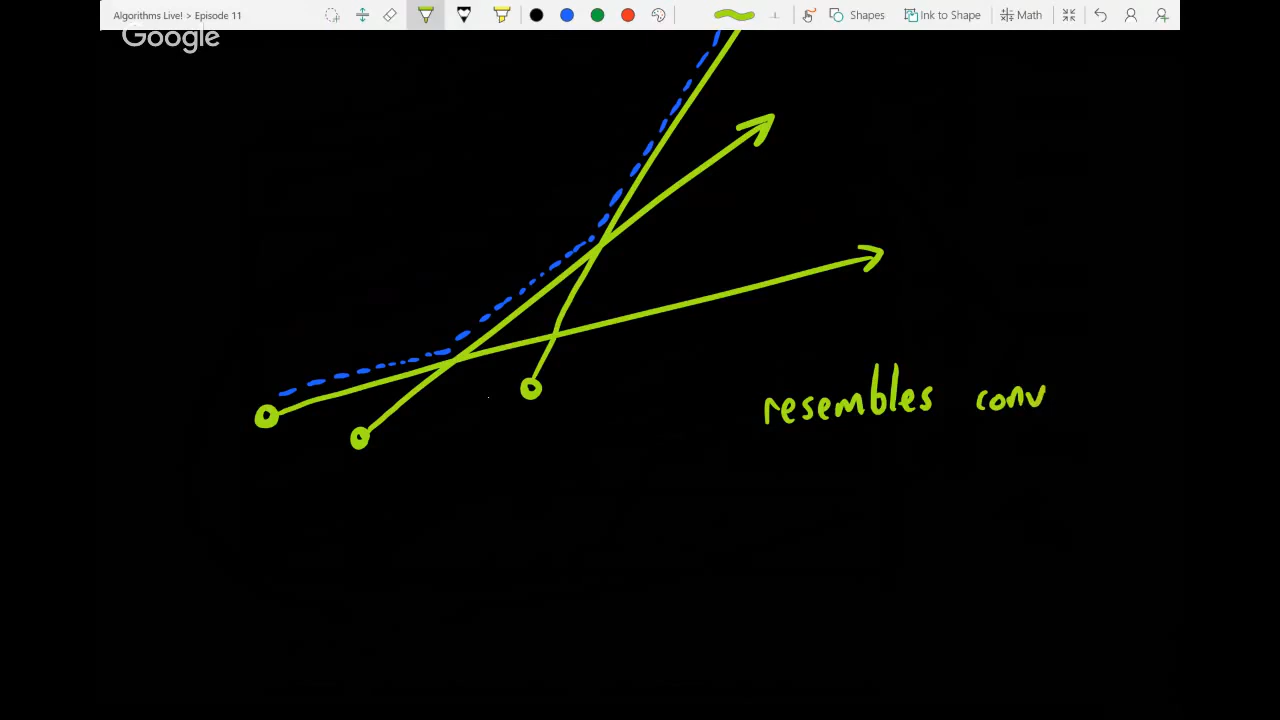 Algorithms Live! > Episode 11
Shapes
Ink to Shape
Math
Google
resembles conv